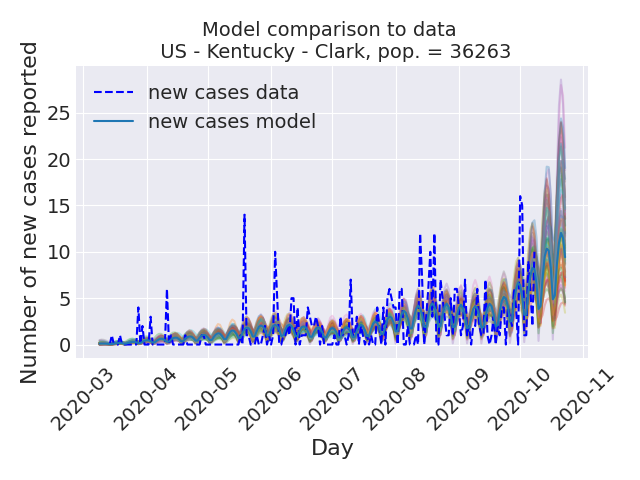 Model comparison to data
US - Kentucky - Clark, pop. = 36263
Number of new cases reported
new cases data
new cases model
25
20
15
10
5
0
2020-03
2020-04
2020-05
2020-06
2020-07
2020-08
2020-09
2020-10
2020-11
Day